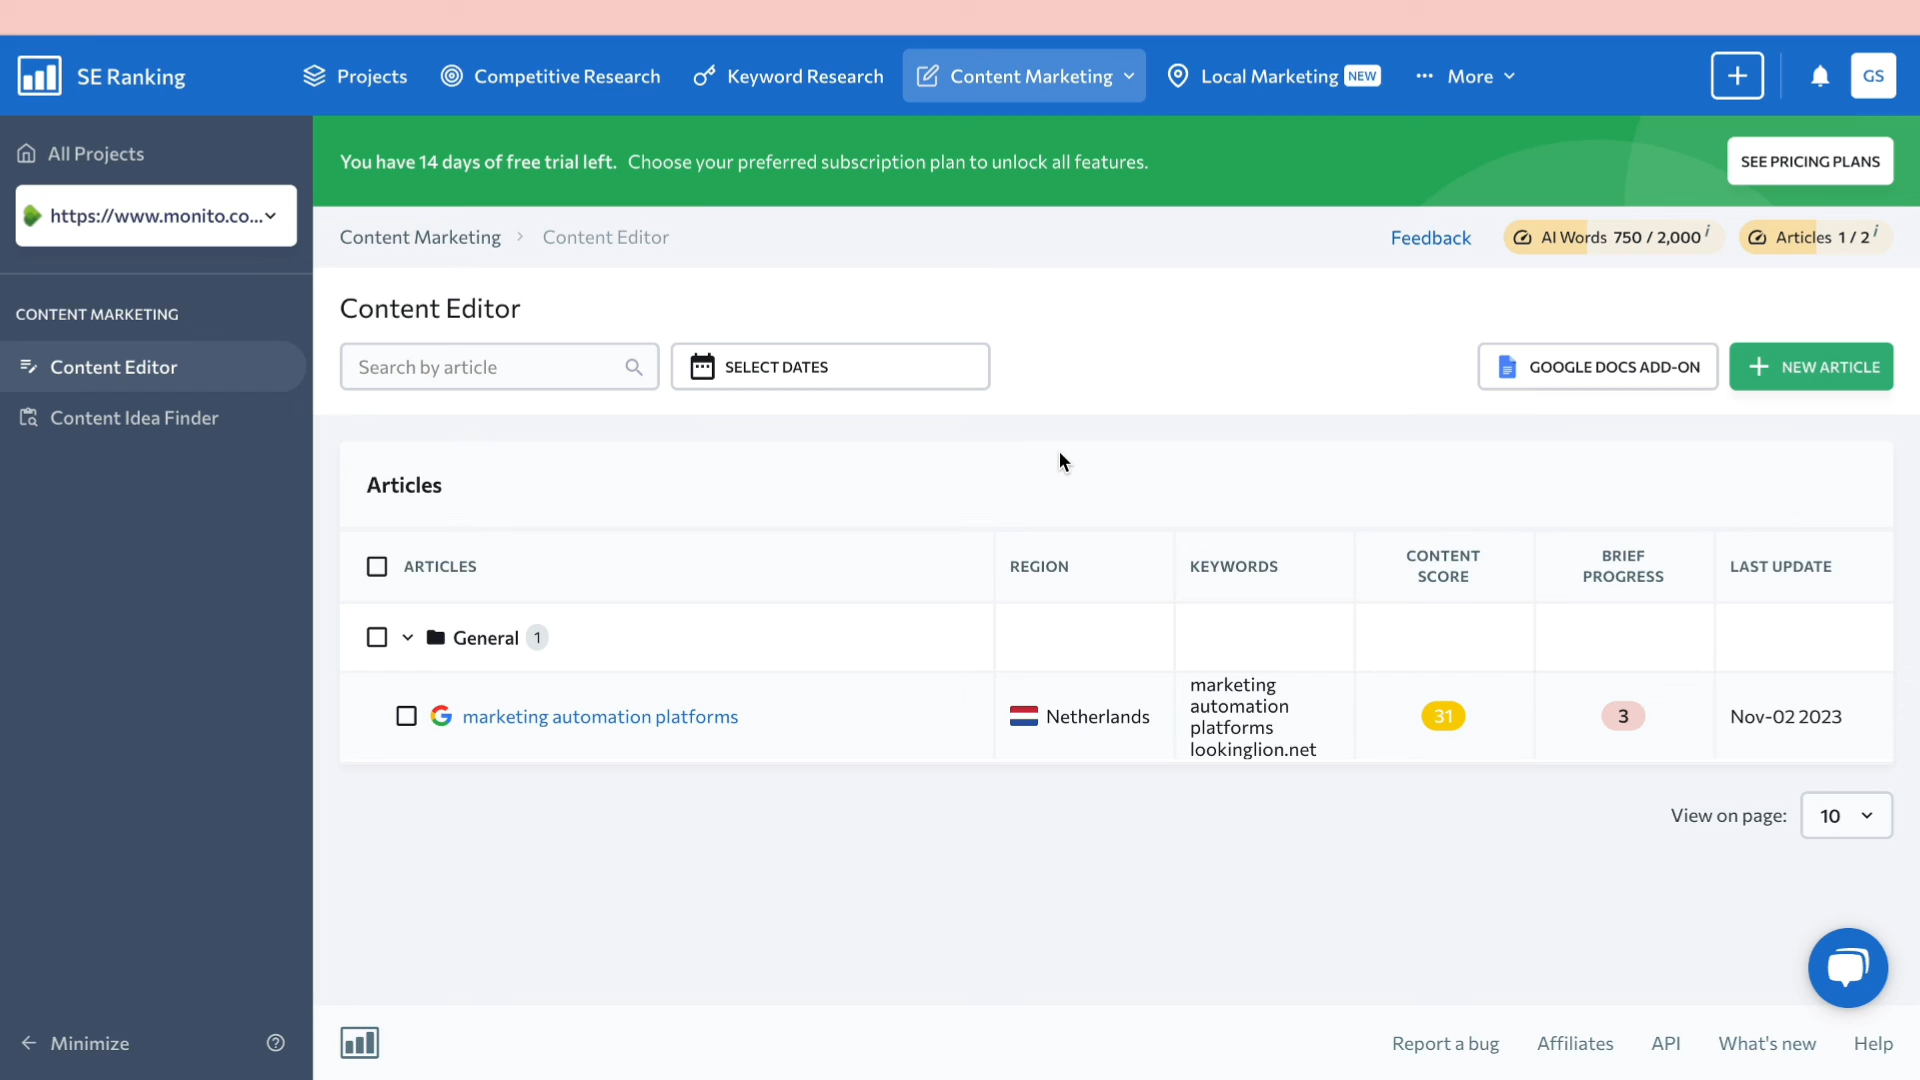 SE Ranking
Projects
Competitive Research
Keyword Research
Content Marketing
Local Marketing NEW
More
GS
All Projects
https://www.monito.co...
You have 14 days of free trial left. Choose your preferred subscription plan to unlock all features.
SEE PRICING PLANS
Content Marketing > Content Editor
Feedback
AI Words 750 / 2,000 i
Articles 1 / 2 i
CONTENT MARKETING
Content Editor
Content Idea Finder
Content Editor
Search by article
SELECT DATES
GOOGLE DOCS ADD-ON
+ NEW ARTICLE
Articles
ARTICLES
REGION
KEYWORDS
CONTENT
SCORE
BRIEF
PROGRESS
LAST UPDATE
General 1
marketing automation platforms
Netherlands
marketing
automation
platforms
lookinglion.net
31
3
Nov-02 2023
View on page:
10
Minimize
Report a bug
Affiliates
API
What's new
Help